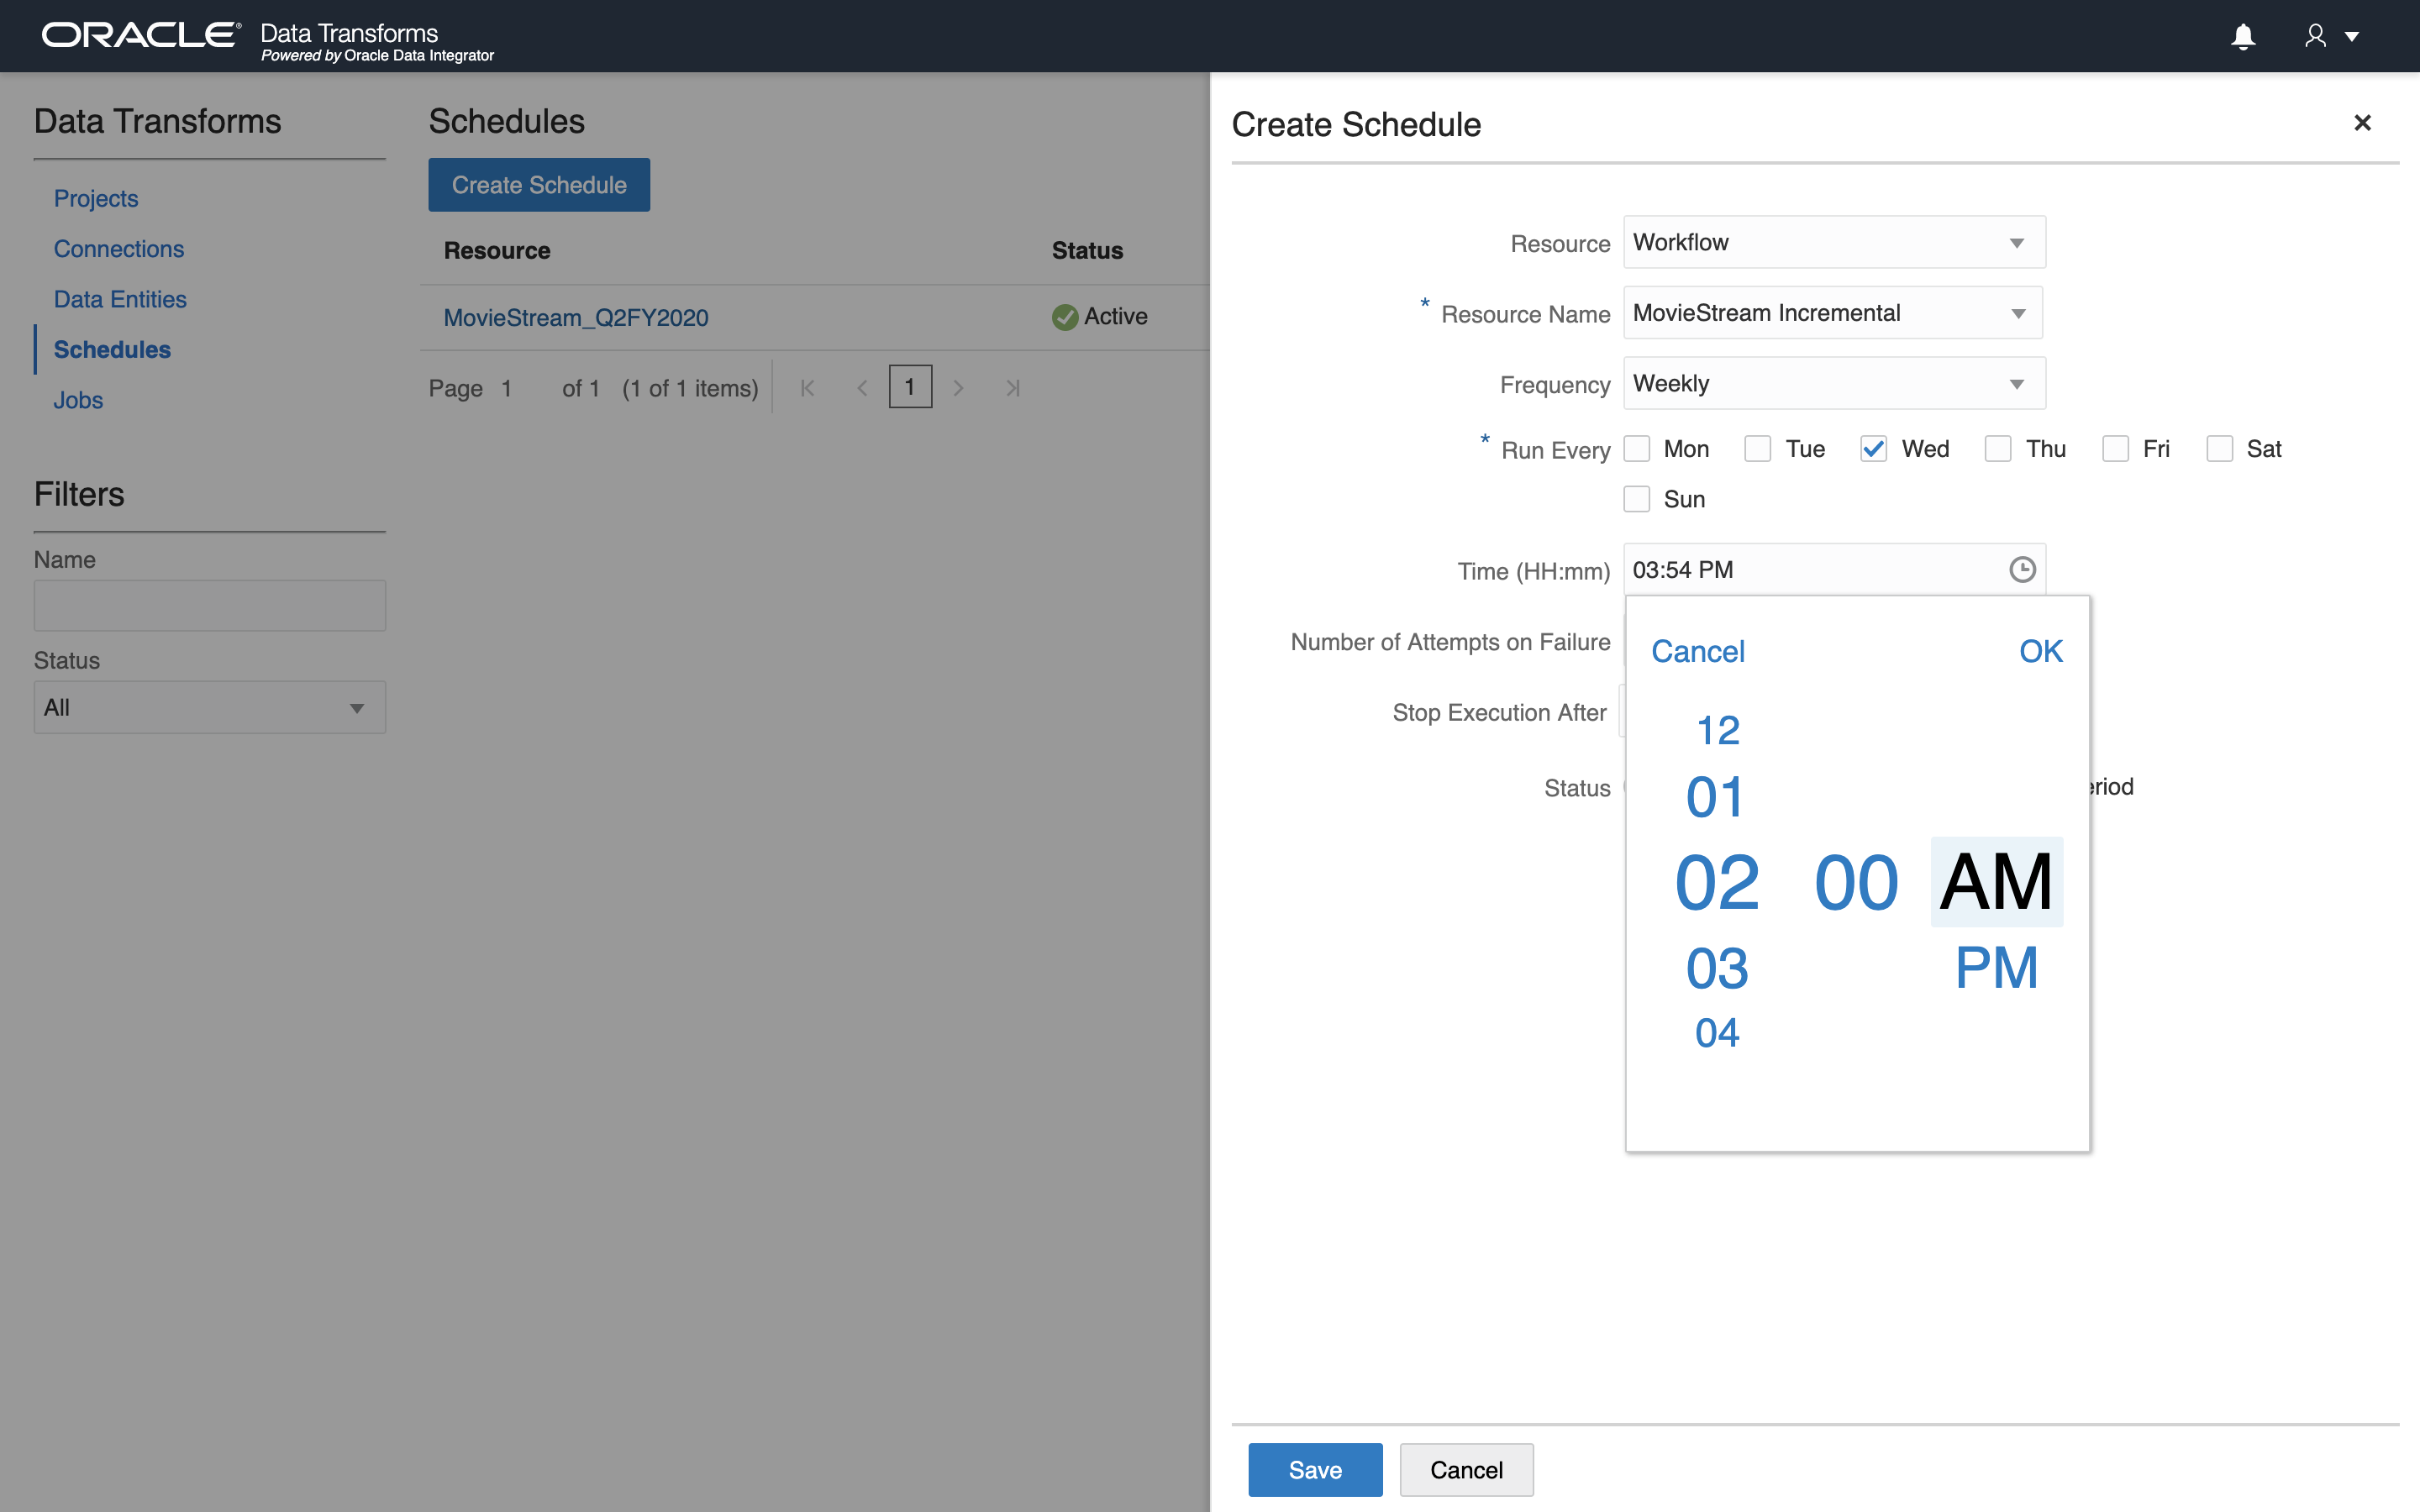 ORACLE Data Transforms
Powered by Oracle Data Integrator
Data Transforms
Projects
Connections
Data Entities
Schedules
Jobs
Filters
Name
Status
All
Schedules
Create Schedule
Resource Status
MovieStream_Q2FY2020 Active
Page 1 of 1 (1 of 1 items) 1
Create Schedule
Resource Workflow
* Resource Name MovieStream Incremental
Frequency Weekly
* Run Every Mon Tue Wed Thu Fri Sat
Sun
Time (HH:mm) 03:54 PM
Number of Attempts on Failure
Stop Execution After
Status
Cancel OK
12
01
02 00 AM
03 PM
04
Save Cancel